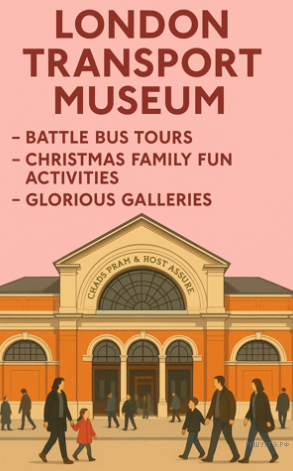 LONDON
TRANSPORT
MUSEUM
– BATTLE BUS TOURS
– CHRISTMAS FAMILY FUN
ACTIVITIES
– GLORIOUS GALLERIES
CHADS PRAM & HOST ASSURE